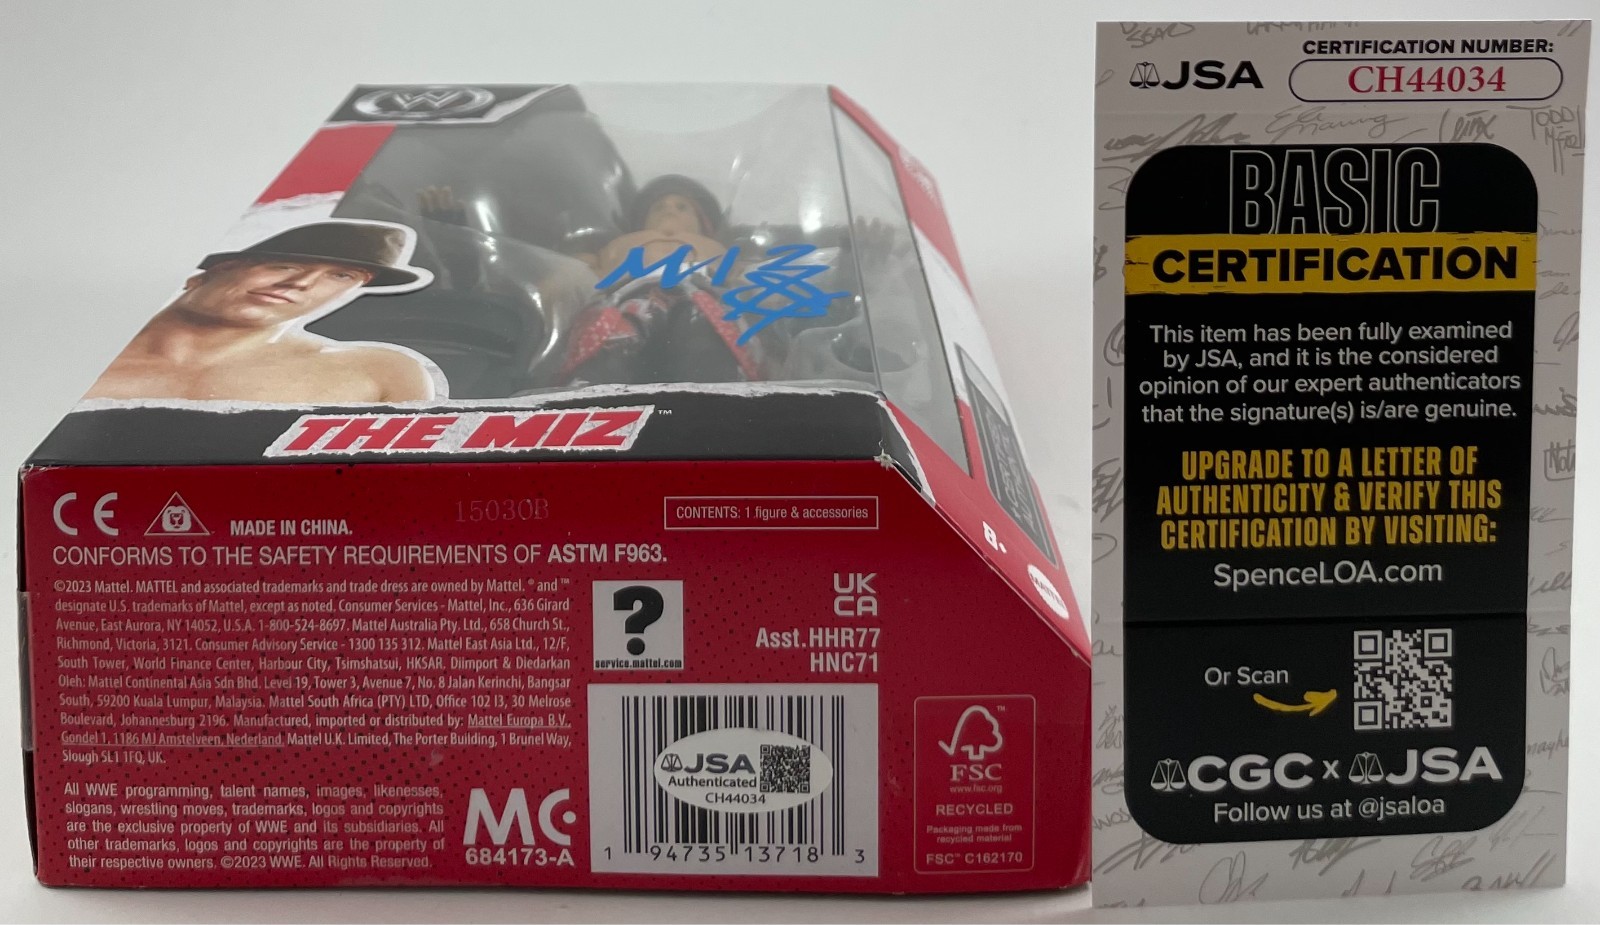 W
MIZ
THE MIZ™
CE
MADE IN CHINA.
15030B
CONTENTS: 1 figure & accessories
CONFORMS TO THE SAFETY REQUIREMENTS OF ASTM F963.
©2023 Mattel. MATTEL and associated trademarks and trade dress are owned by Mattel. ® and ™
designate U.S. trademarks of Mattel, except as noted. Consumer Services - Mattel, Inc., 636 Girard
Avenue, East Aurora, NY 14052, U.S.A. 1-800-524-8697. Mattel Australia Pty. Ltd., 658 Church St.,
Richmond, Victoria, 3121. Consumer Advisory Service - 1300 135 312. Mattel East Asia Ltd., 12/F,
South Tower, World Finance Center, Harbour City, Tsimshatsui, HKSAR. Diimport & Diedarkan
Oleh: Mattel Continental Asia Sdn Bhd. Level 19, Tower 3, Avenue 7, No. 8 Jalan Kerinchi, Bangsar
South, 59200 Kuala Lumpur, Malaysia. Mattel South Africa (PTY) LTD, Office 102 I3, 30 Melrose
Boulevard, Johannesburg 2196. Manufactured, imported or distributed by: Mattel Europa B.V.,
Gondel 1, 1186 MJ Amstelveen, Nederland. Mattel U.K. Limited, The Porter Building, 1 Brunel Way,
Slough SL1 1FQ, UK.
All WWE programming, talent names, images, likenesses,
slogans, wrestling moves, trademarks, logos and copyrights
are the exclusive property of WWE and its subsidiaries. All
other trademarks, logos and copyrights are the property of
their respective owners. ©2023 WWE. All Rights Reserved.
MC
684173-A
?
service.mattel.com
UK
CA
Asst.HHR77
HNC71
JSA
Authenticated
CH44034
1 94735 13718 3
FSC™
www.fsc.org
RECYCLED
Packaging made from
recycled material
FSC™ C162170
8+
MATTEL
JSA
CERTIFICATION NUMBER:
CH44034
BASIC
CERTIFICATION
This item has been fully examined
by JSA, and it is the considered
opinion of our expert authenticators
that the signature(s) is/are genuine.
UPGRADE TO A LETTER OF
AUTHENTICITY & VERIFY THIS
CERTIFICATION BY VISITING:
SpenceLOA.com
Or Scan
CGC x JSA
Follow us at @jsaloa